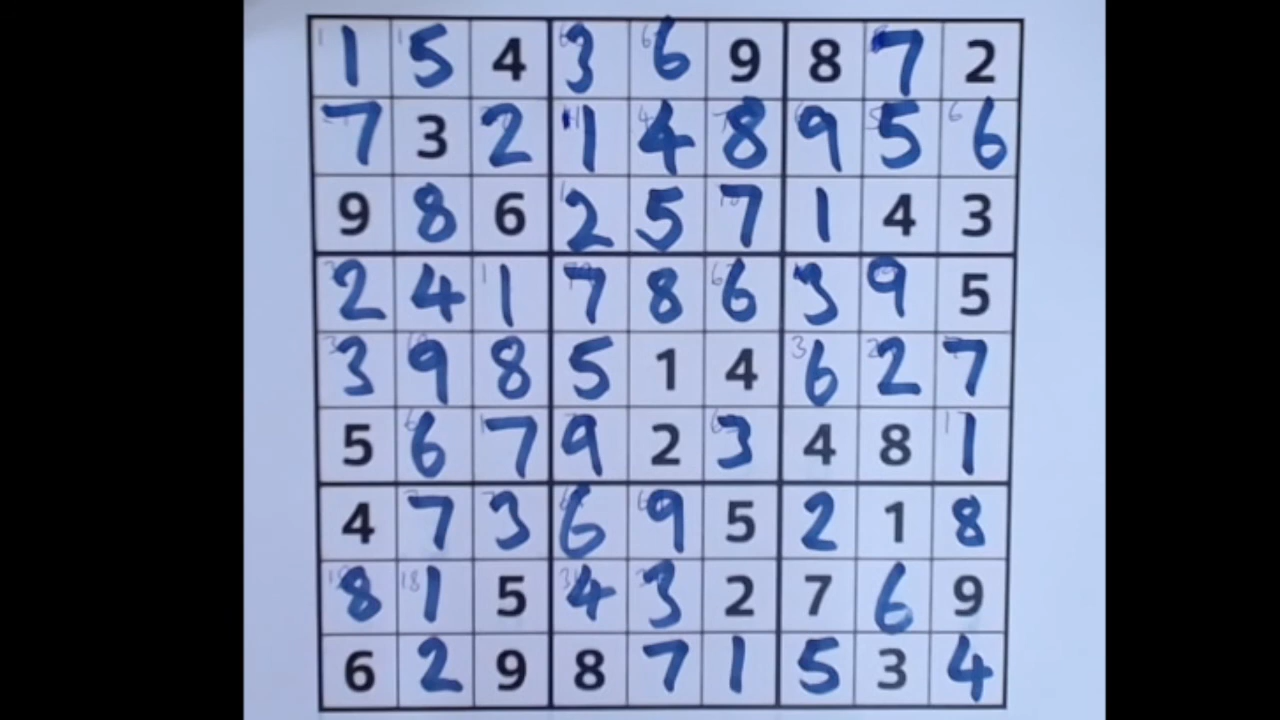 1 5 4 3 6 9 8 7 2
7 3 2 1 4 8 9 5 6
9 8 6 2 5 7 1 4 3
2 4 1 7 8 6 3 9 5
3 9 8 5 1 4 6 2 7
5 6 7 9 2 3 4 8 1
4 7 3 6 9 5 2 1 8
8 1 5 4 3 2 7 6 9
6 2 9 8 7 1 5 3 4